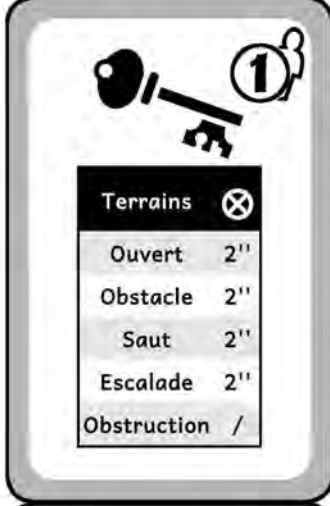 1
Terrains ⊗
Ouvert 2''
Obstacle 2''
Saut 2''
Escalade 2''
Obstruction /